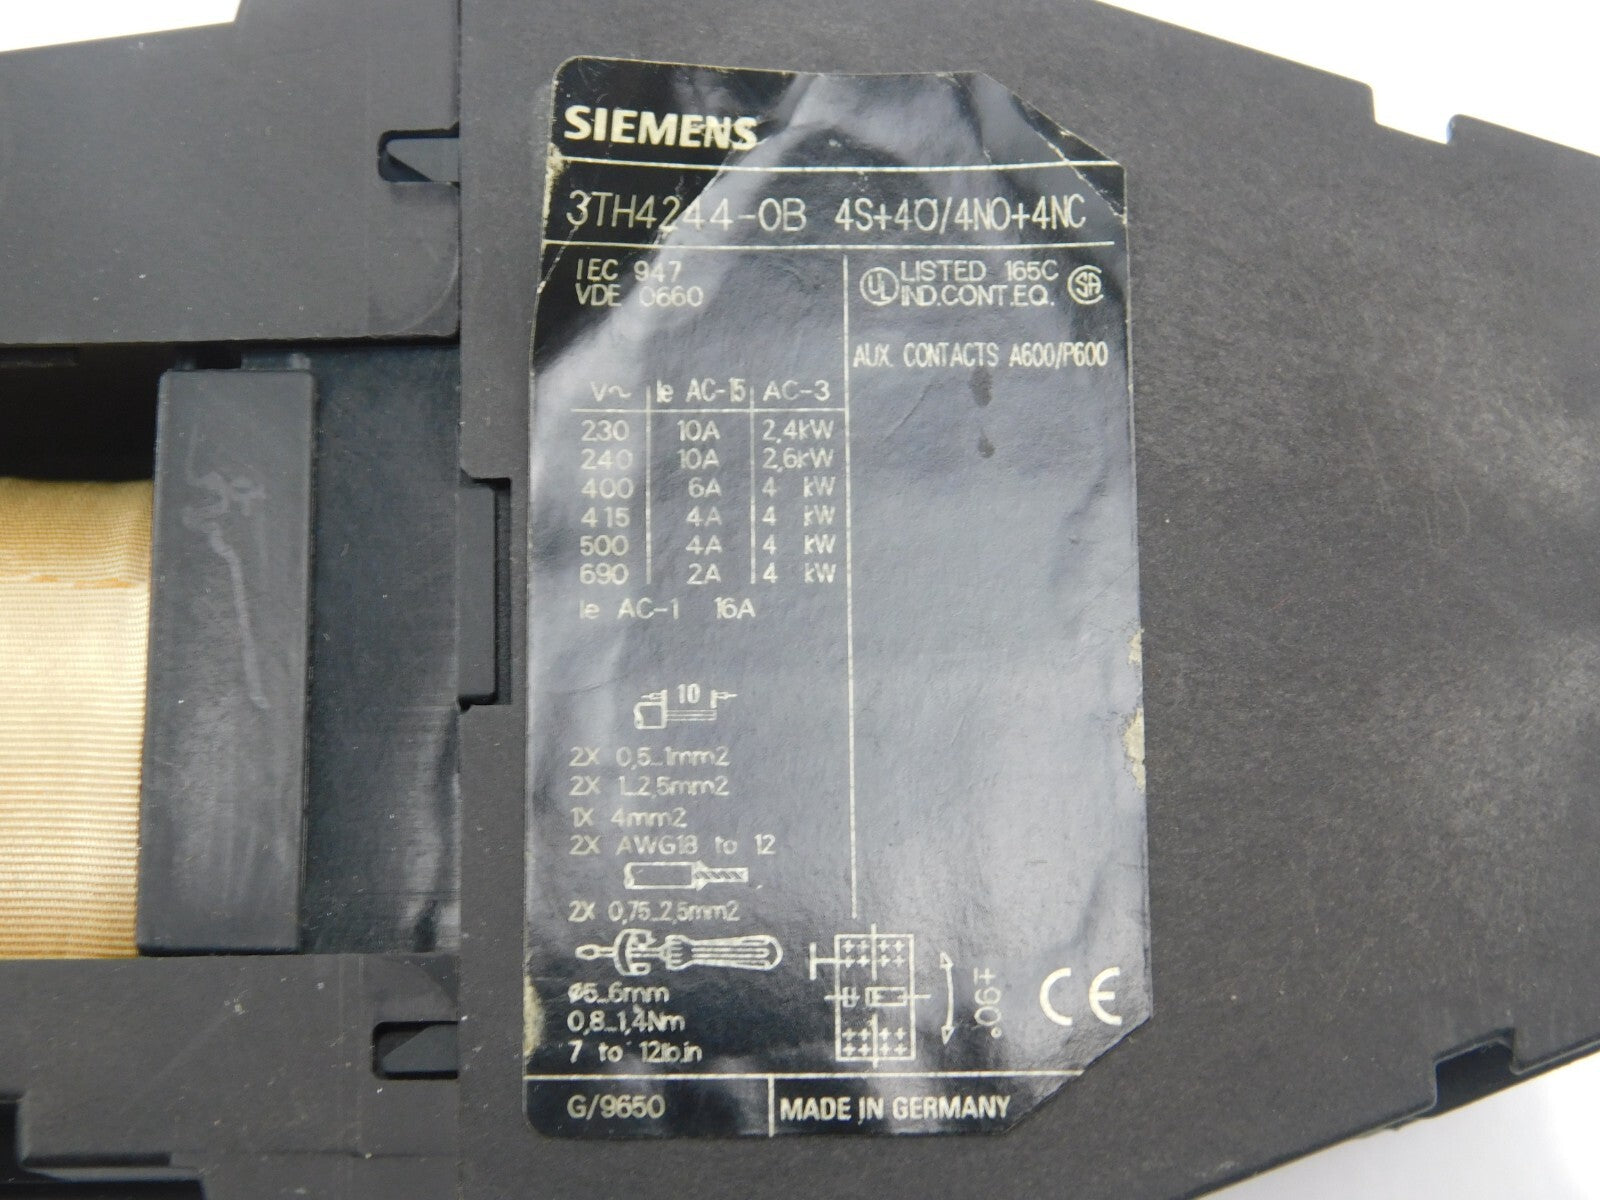 SIEMENS
3TH4244-0B 4S+4Ö/4NO+4NC
IEC 947
VDE 0660
UL LISTED 165C SA
IND.CONT.EQ.
AUX. CONTACTS A600/P600
V~ Ie AC-15 AC-3
230 10A 2,4kW
240 10A 2,6kW
400 6A 4 kW
415 4A 4 kW
500 4A 4 kW
690 2A 4 kW
Ie AC-1 16A
10
2X 0,5...1mm2
2X 1...2,5mm2
1X 4mm2
2X AWG18 to 12
2X 0,75...2,5mm2
ø5...6mm
0,8...1,4Nm
7 to 12lb.in
±90°
CE
G/9650
MADE IN GERMANY